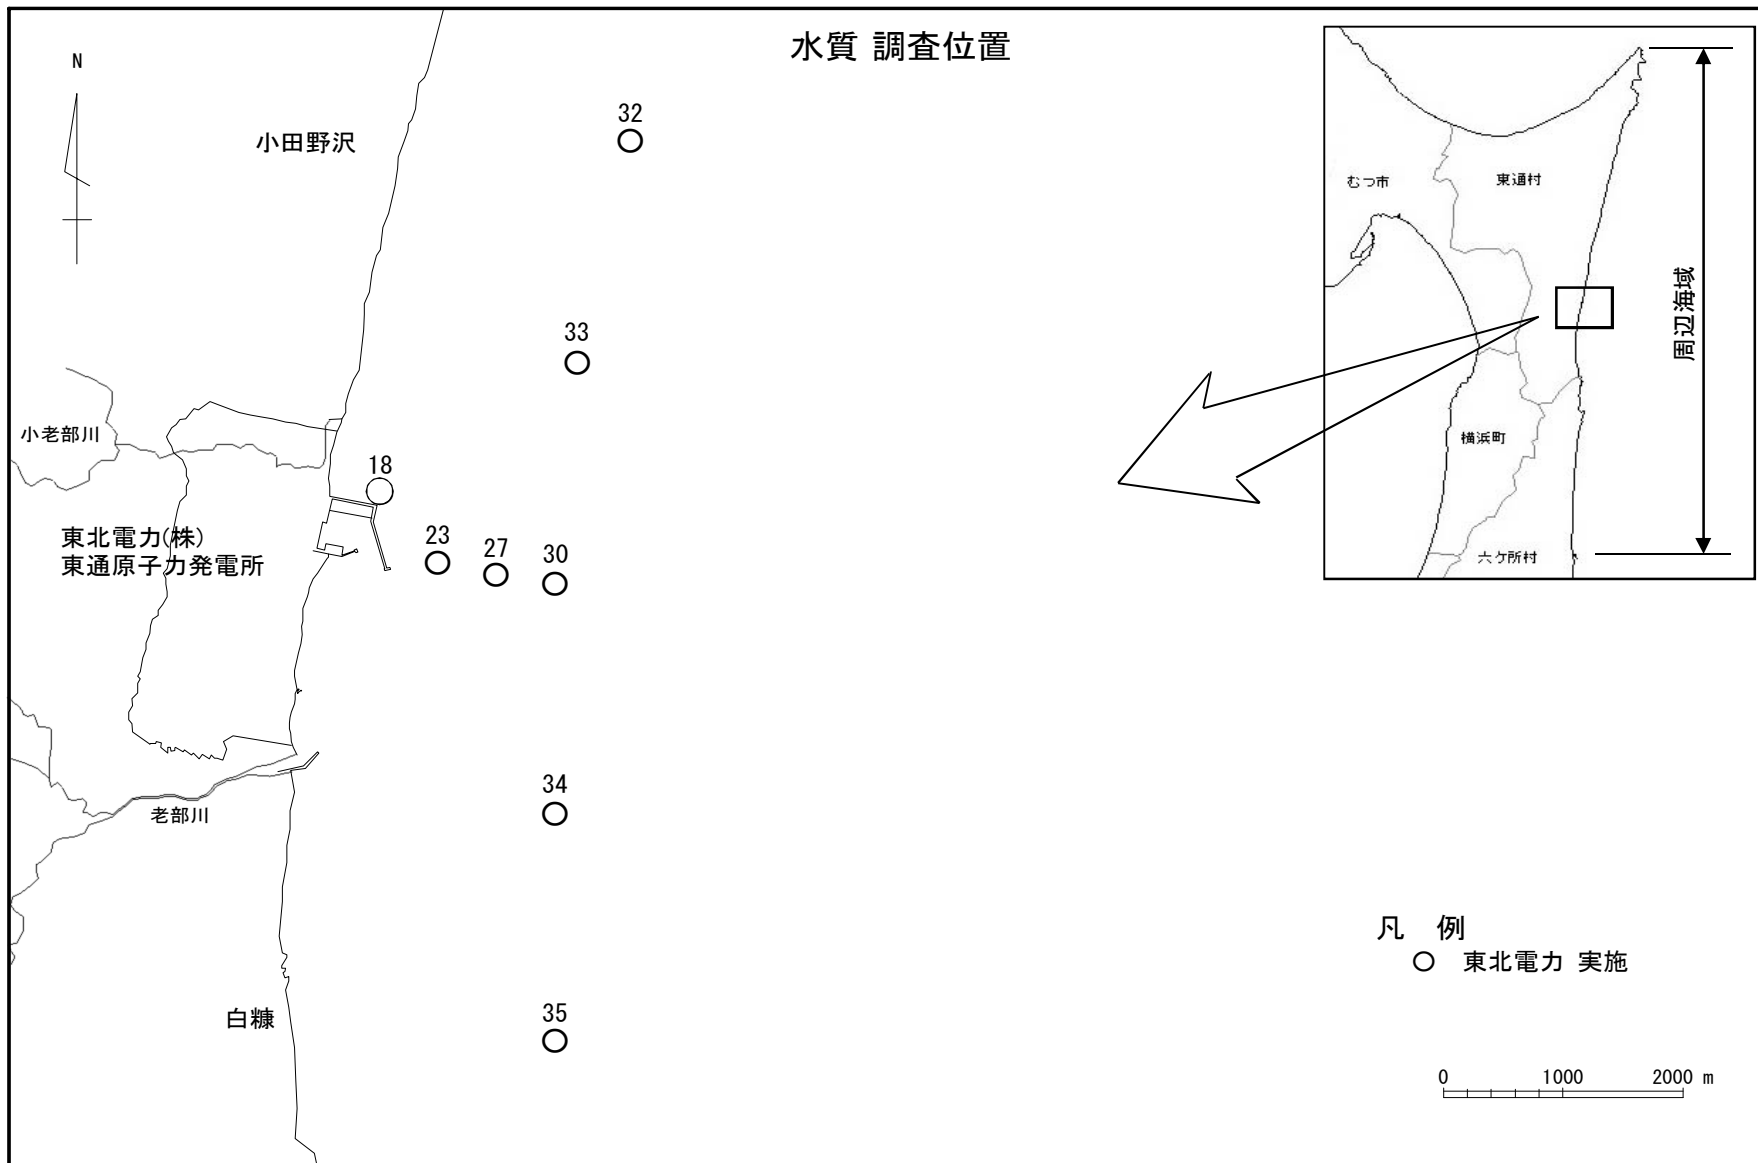 水質 調査位置
N
小田野沢
32
33
小老部川
18
東北電力(株)
東通原子力発電所
23
27
30
34
老部川
白糠
35
むつ市
東通村
横浜町
六ケ所村
周辺海域
凡 例
○ 東北電力 実施
0 1000 2000 m